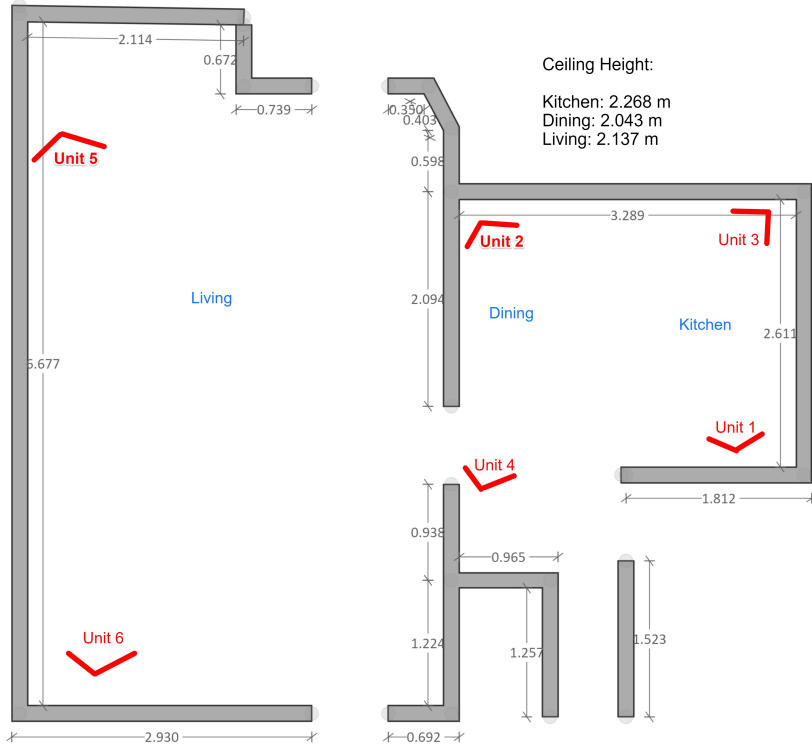 2.114
0.672
0.739
0.350
0.403
0.598
Ceiling Height:
Kitchen: 2.268 m
Dining: 2.043 m
Living: 2.137 m
Unit 5
3.289
Unit 2
Unit 3
Living
2.094
Dining
Kitchen
2.611
5.677
Unit 1
Unit 4
1.812
0.938
0.965
Unit 6
1.224
1.257
1.523
2.930
0.692